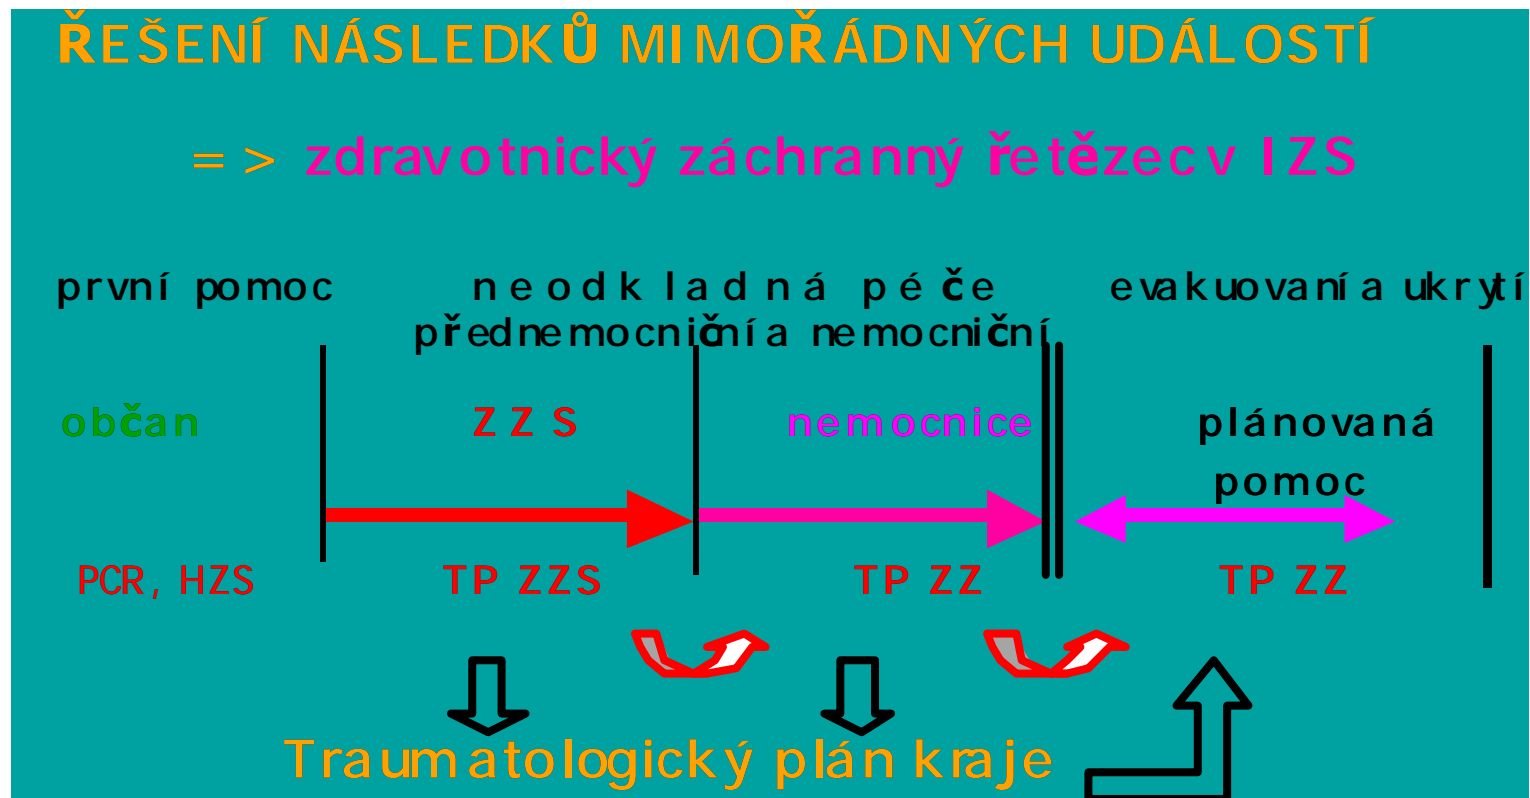 ŘEŠENÍ NÁSLEDKŮ MIMOŘÁDNÝCH UDÁLOSTÍ
=> zdravotnický záchranný řetězec v IZS
první pomoc neodkladná péče evakuovaní a ukrytí
přednemocniční a nemocniční
občan ZZS nemocnice plánovaná
pomoc
PCR, HZS TP ZZS TP ZZ TP ZZ
Traumatologický plán kraje